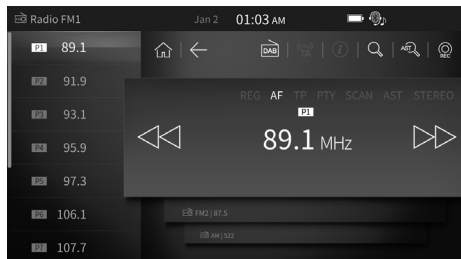 Radio FM1
Jan 2 01:03 AM
P1 89.1
P2 91.9
P3 93.1
P4 95.9
P5 97.3
P6 106.1
P7 107.7
DAB
TA
AST
REC
REG AF TP PTY SCAN AST STEREO
P1
89.1 MHz
FM2 | 87.5
AM | 522